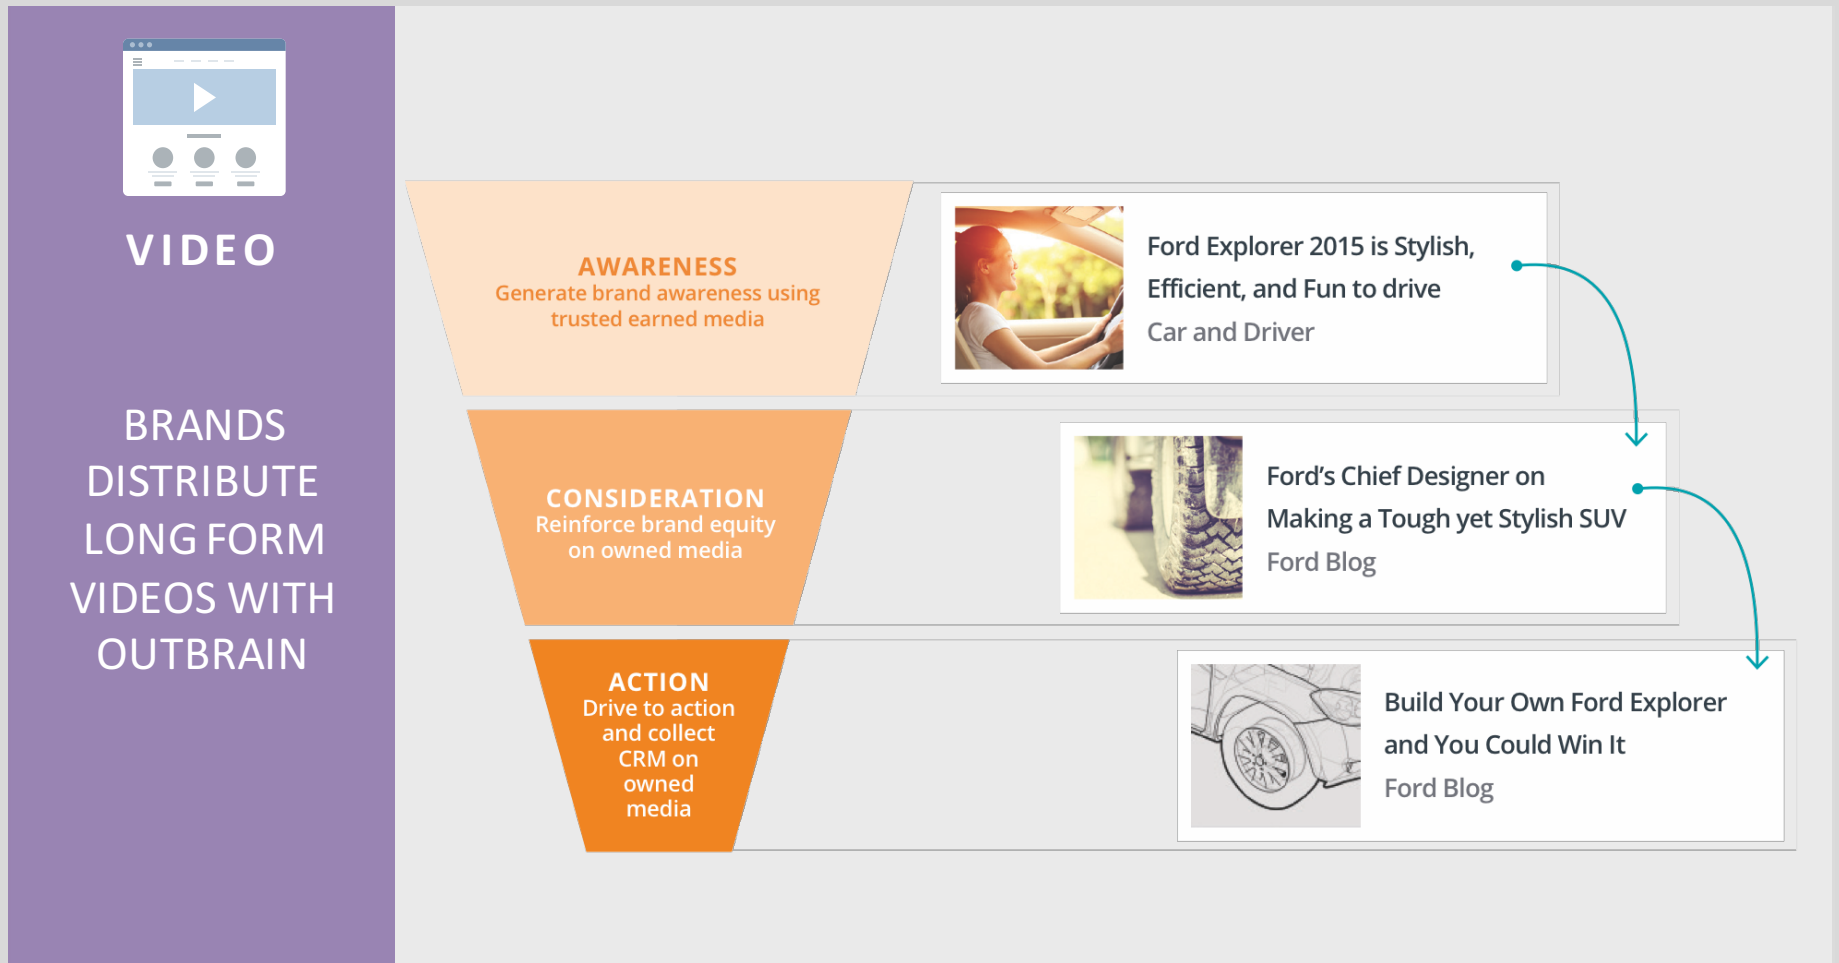 VIDEO
BRANDS
DISTRIBUTE
LONG FORM
VIDEOS WITH
OUTBRAIN
AWARENESS
Generate brand awareness using
trusted earned media
Ford Explorer 2015 is Stylish,
Efficient, and Fun to drive
Car and Driver
CONSIDERATION
Reinforce brand equity
on owned media
Ford’s Chief Designer on
Making a Tough yet Stylish SUV
Ford Blog
ACTION
Drive to action
and collect
CRM on
owned
media
Build Your Own Ford Explorer
and You Could Win It
Ford Blog